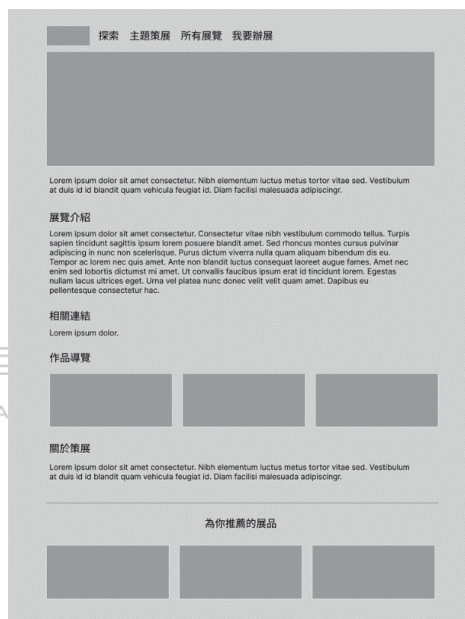 探索 主題策展 所有展覽 我要辦展
Lorem ipsum dolor sit amet consectetur. Nibh elementum luctus metus tortor vitae sed. Vestibulum
at duis id id blandit quam vehicula feugiat id. Diam facilisi malesuada adipiscingr.
展覽介紹
Lorem ipsum dolor sit amet consectetur. Consectetur vitae nibh vestibulum commodo tellus. Turpis
sapien tincidunt sagittis ipsum lorem posuere blandit amet. Sed rhoncus montes cursus pulvinar
adipiscing in nunc non scelerisque. Purus dictum viverra nulla quam aliquam bibendum dis eu.
Tempor ac lorem nec quis amet. Ante non blandit luctus consequat laoreet augue fames. Amet nec
enim sed lobortis dictumst mi amet. Ut convallis faucibus ipsum erat id tincidunt lorem. Egestas
nullam lacus ultrices eget. Urna vel platea nunc donec velit velit quam amet. Dapibus eu
pellentesque consectetur hac.
相關連結
Lorem ipsum dolor.
作品導覽
關於策展
Lorem ipsum dolor sit amet consectetur. Nibh elementum luctus metus tortor vitae sed. Vestibulum
at duis id id blandit quam vehicula feugiat id. Diam facilisi malesuada adipiscingr.
為你推薦的展品